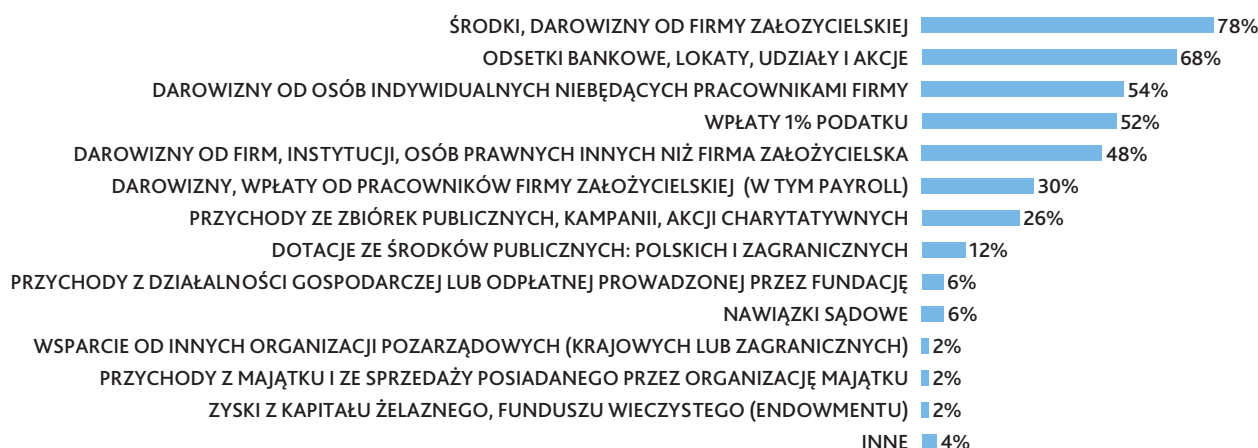 ŚRODKI, DAROWIZNY OD FIRMY ZAŁOZYCIELSKIEJ 78%
ODSETKI BANKOWE, LOKATY, UDZIAŁY I AKCJE 68%
DAROWIZNY OD OSÓB INDYWIDUALNYCH NIEBĘDĄCYCH PRACOWNIKAMI FIRMY 54%
WPŁATY 1% PODATKU 52%
DAROWIZNY OD FIRM, INSTYTUCJI, OSÓB PRAWNYCH INNYCH NIŻ FIRMA ZAŁOŻYCIELSKA 48%
DAROWIZNY, WPŁATY OD PRACOWNIKÓW FIRMY ZAŁOŻYCIELSKIEJ (W TYM PAYROLL) 30%
PRZYCHODY ZE ZBIÓREK PUBLICZNYCH, KAMPANII, AKCJI CHARYTATYWNYCH 26%
DOTACJE ZE ŚRODKÓW PUBLICZNYCH: POLSKICH I ZAGRANICZNYCH 12%
PRZYCHODY Z DZIAŁALNOŚCI GOSPODARCZEJ LUB ODPŁATNEJ PROWADZONEJ PRZEZ FUNDACJĘ 6%
NAWIĄZKI SĄDOWE 6%
WSPARCIE OD INNYCH ORGANIZACJI POZARZĄDOWYCH (KRAJOWYCH LUB ZAGRANICZNYCH) 2%
PRZYCHODY Z MAJĄTKU I ZE SPRZEDAŻY POSIADANEGO PRZEZ ORGANIZACJĘ MAJĄTKU 2%
ZYSKI Z KAPITAŁU ŻELAZNEGO, FUNDUSZU WIECZYSTEGO (ENDOWMENTU) 2%
INNE 4%